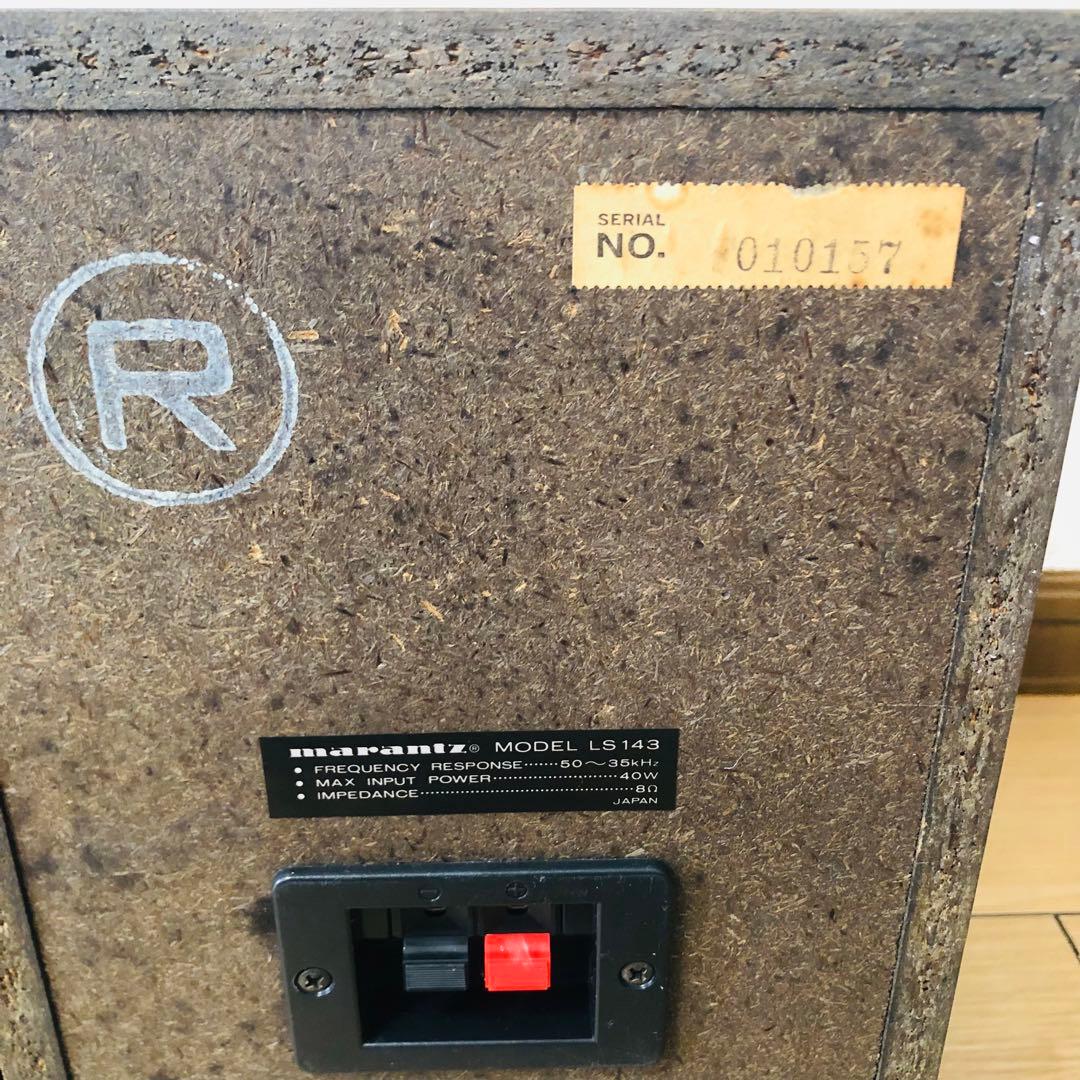 SERIAL
NO. 010157
R
marantz® MODEL LS143
• FREQUENCY RESPONSE······50～35kHz
• MAX INPUT POWER·······················40W
• IMPEDANCE·········································8Ω
JAPAN
⊖ ⊕